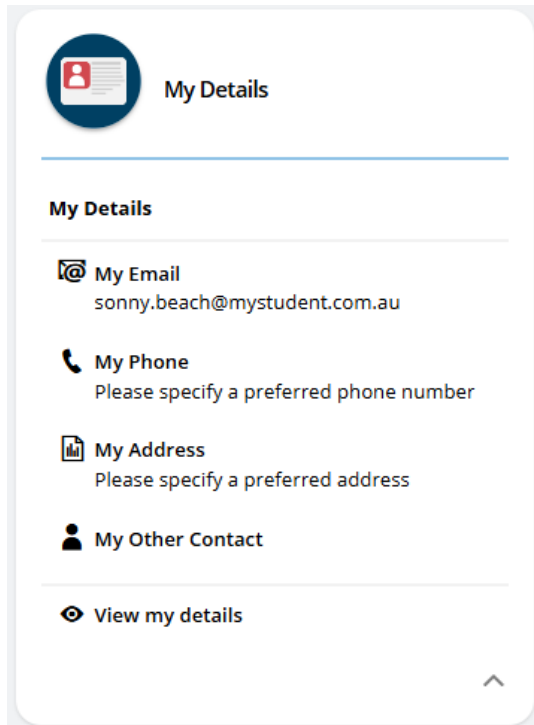 My Details
My Details
My Email
sonny.beach@mystudent.com.au
My Phone
Please specify a preferred phone number
My Address
Please specify a preferred address
My Other Contact
View my details